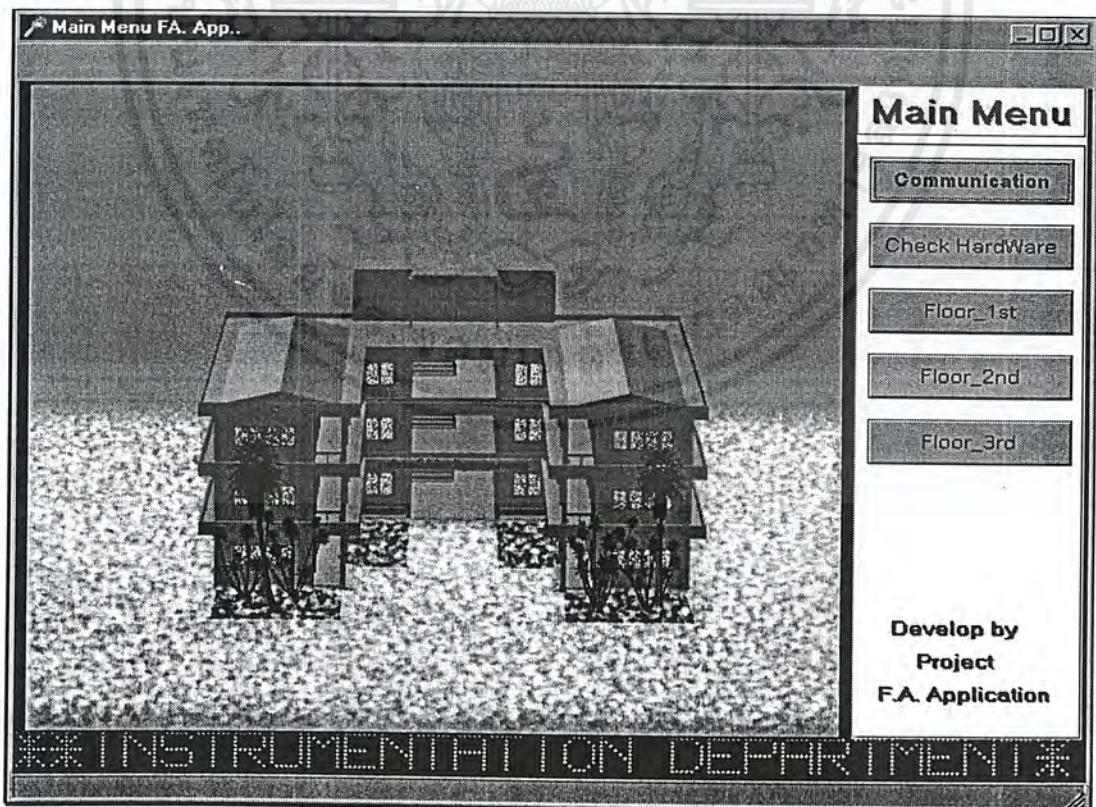 Main Menu FA. App..
Main Menu
Communication
Check HardWare
Floor_1st
Floor_2nd
Floor_3rd
Develop by
Project
F.A. Application
**INSTRUMENTATION DEPARTMENT*